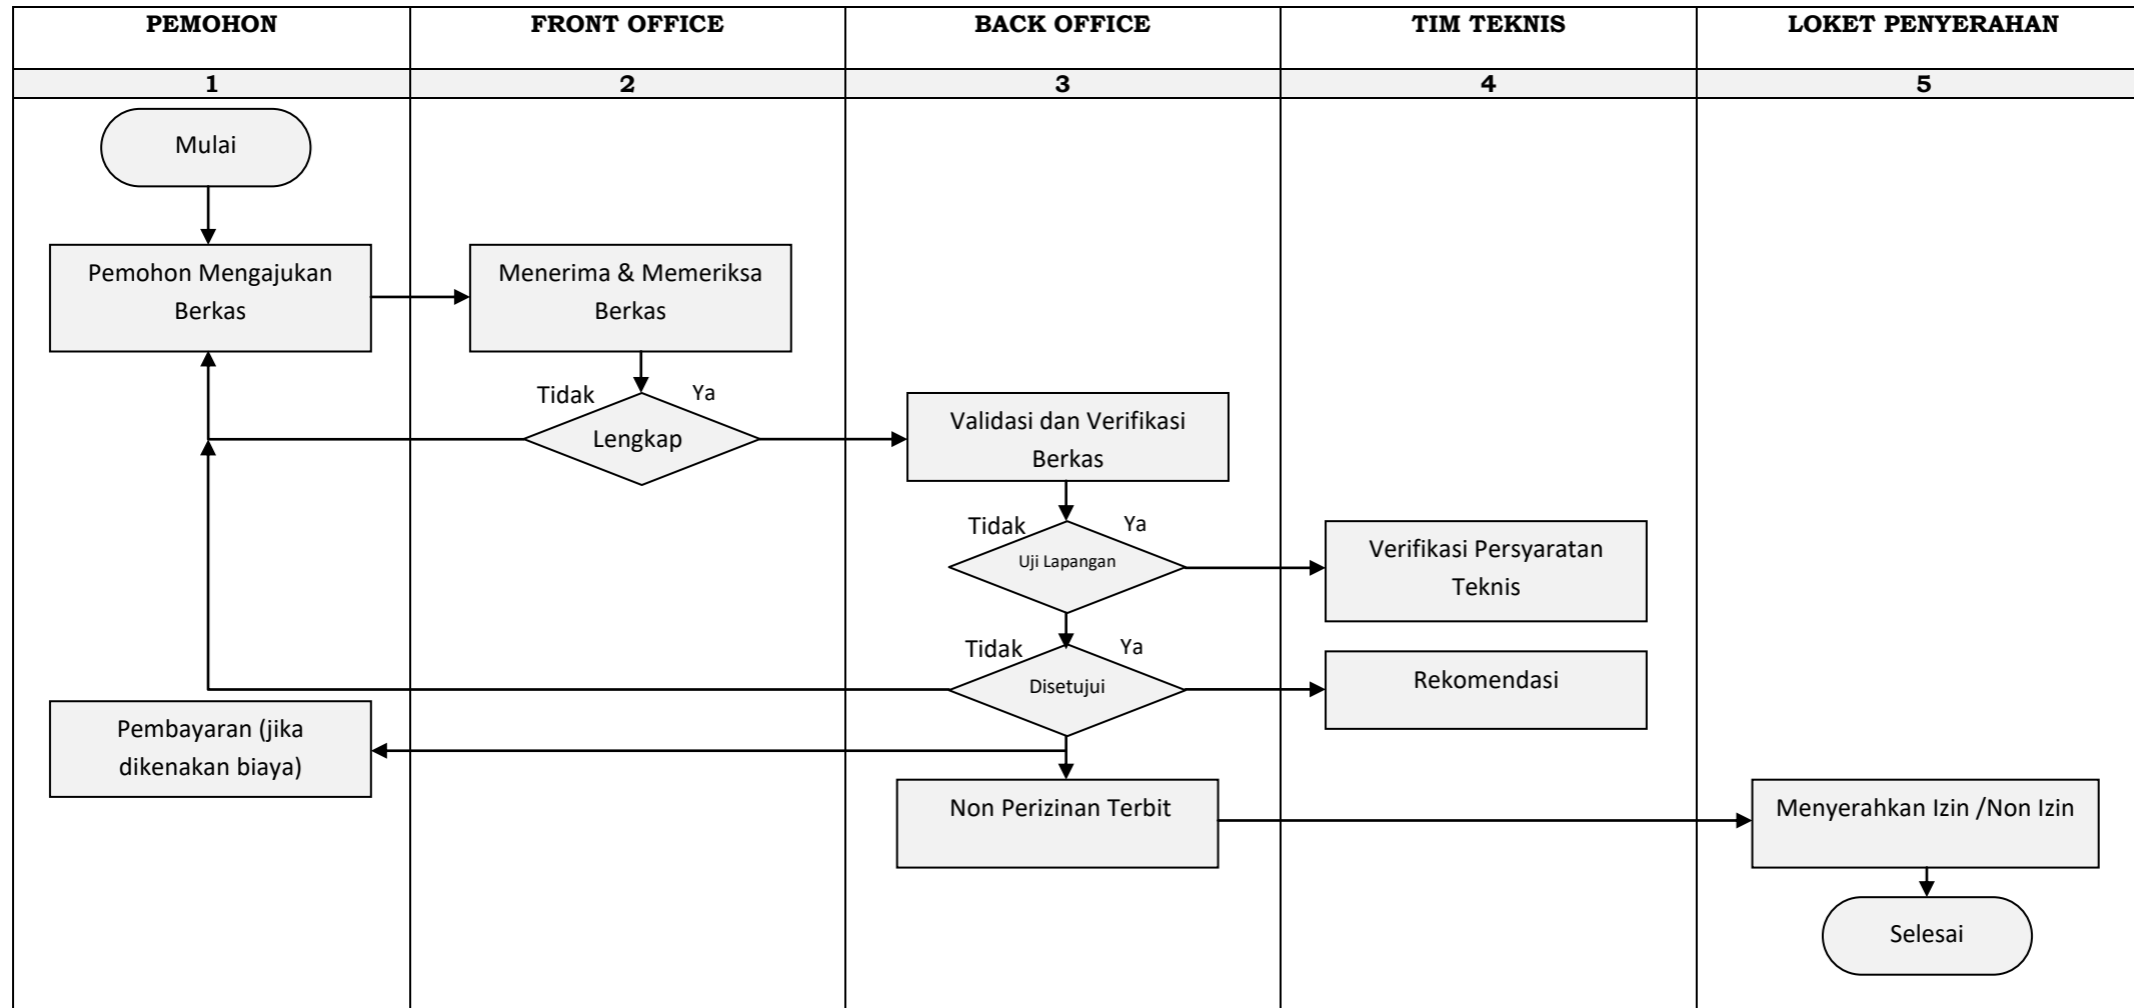 PEMOHON
FRONT OFFICE
BACK OFFICE
TIM TEKNIS
LOKET PENYERAHAN
1
2
3
4
5
Mulai
Pemohon Mengajukan
Berkas
Menerima & Memeriksa
Berkas
Tidak
Ya
Lengkap
Validasi dan Verifikasi
Berkas
Tidak
Ya
Uji Lapangan
Verifikasi Persyaratan
Teknis
Tidak
Ya
Disetujui
Rekomendasi
Pembayaran (jika
dikenakan biaya)
Non Perizinan Terbit
Menyerahkan Izin /Non Izin
Selesai